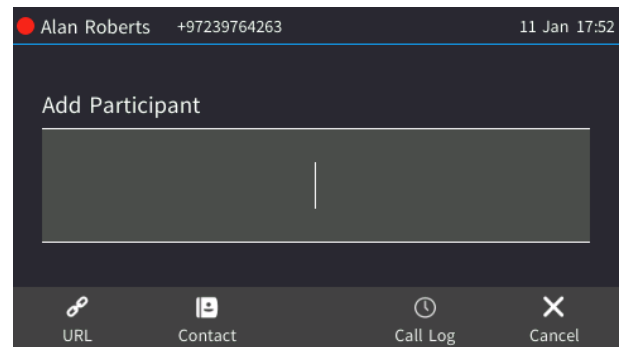 Alan Roberts +97239764263 11 Jan 17:52
Add Participant
URL Contact Call Log Cancel